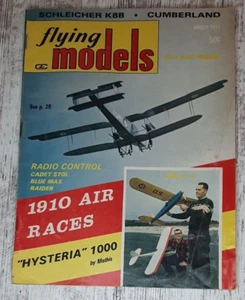 SCHLEICHER K8B • CUMBERLAND
flying
models
See p. 28
RADIO CONTROL
CADET STOL
BLUE MAX
RAIDER
1910 AIR
RACES
"HYSTERIA" 1000
by Mathis